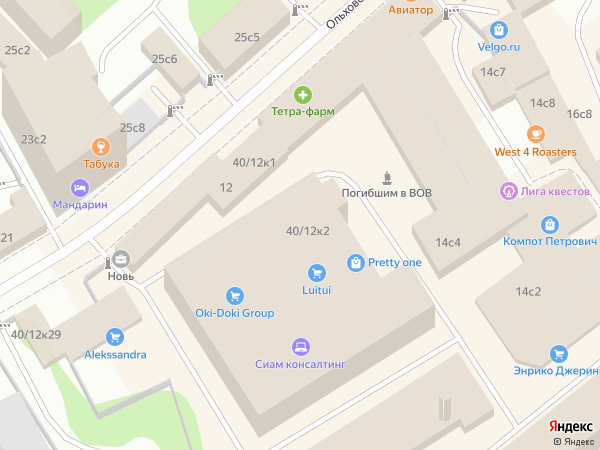 Авиатор
Ольховс
25с2
25с5
Velgo.ru
25с6
14с7
14с8
Тетра-фарм
16с8
25с8
23с2
West 4 Roasters
Табука
40/12к1
12
Погибшим в ВОВ
Лига квестов
Мандарин
40/12к2
21
14с4
Компот Петрович
Pretty one
Новь
Luitui
14с2
Oki-Doki Group
40/12к29
Alekssandra
Сиам консалтинг
Энрико Джерин
Яндекс
© Яндекс